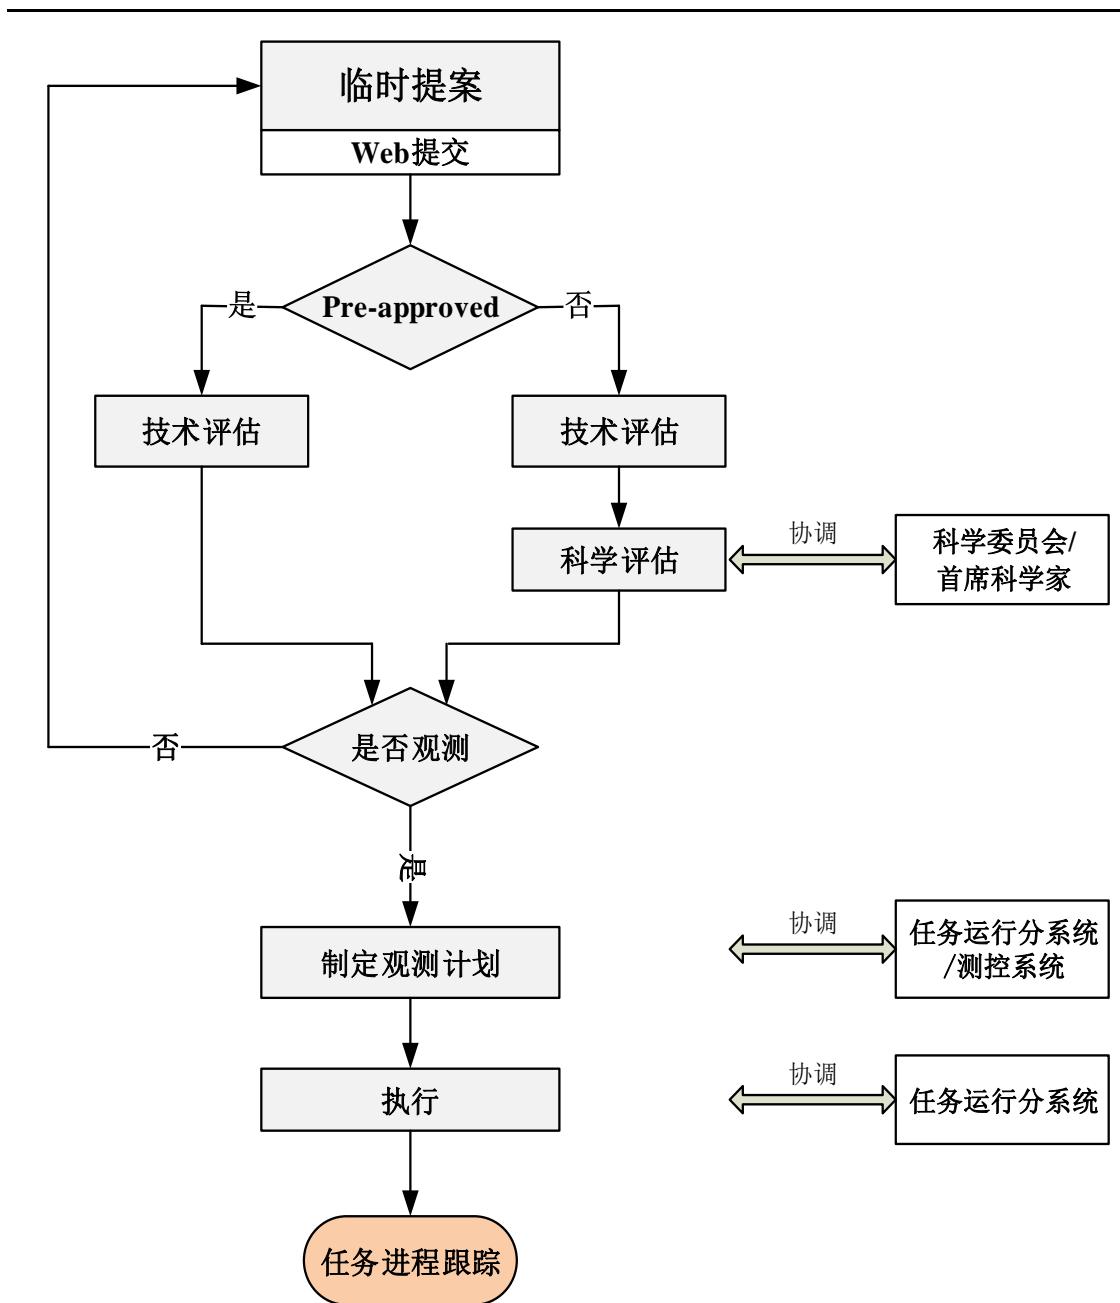 临时提案
Web提交
是
Pre-approved
否
技术评估
技术评估
科学评估
协调
科学委员会/
首席科学家
否
是否观测
是
制定观测计划
协调
任务运行分系统
/测控系统
执行
协调
任务运行分系统
任务进程跟踪